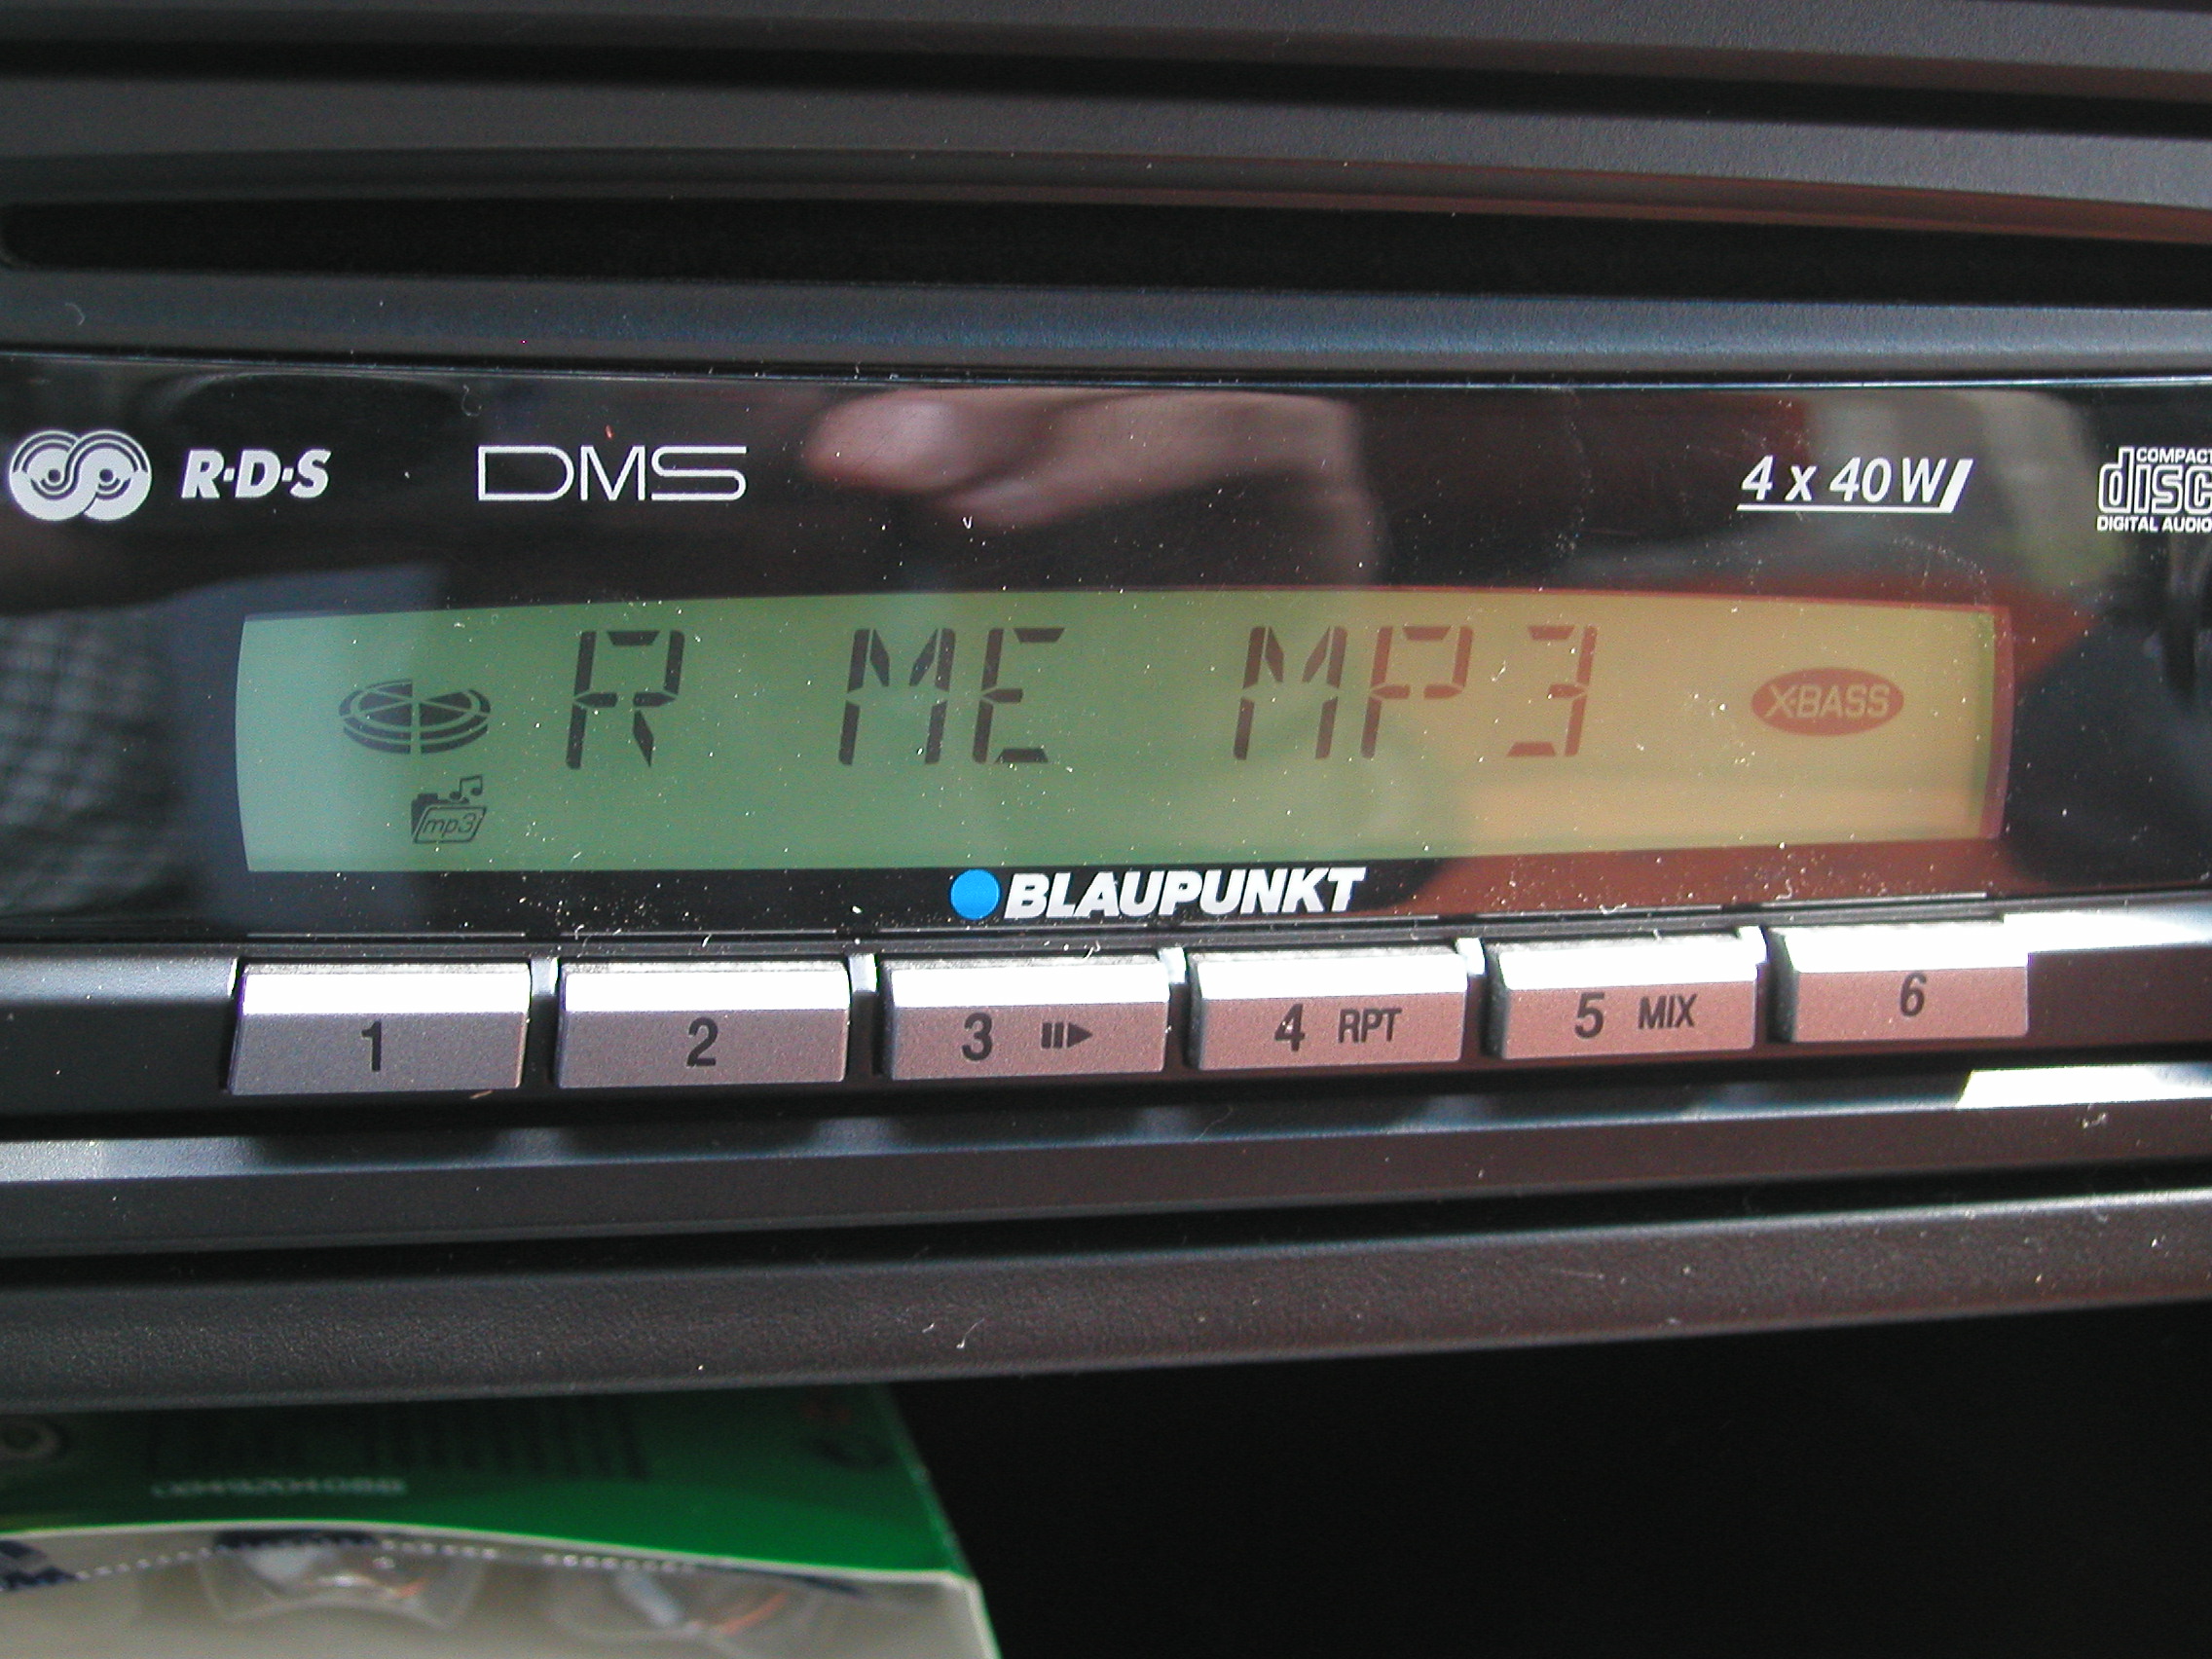 R·D·S DMS 4 x 40W COMPACT
disc
DIGITAL AUDIO
R ME MP3 X-BASS
mp3
BLAUPUNKT
1 2 3 4 RPT 5 MIX 6